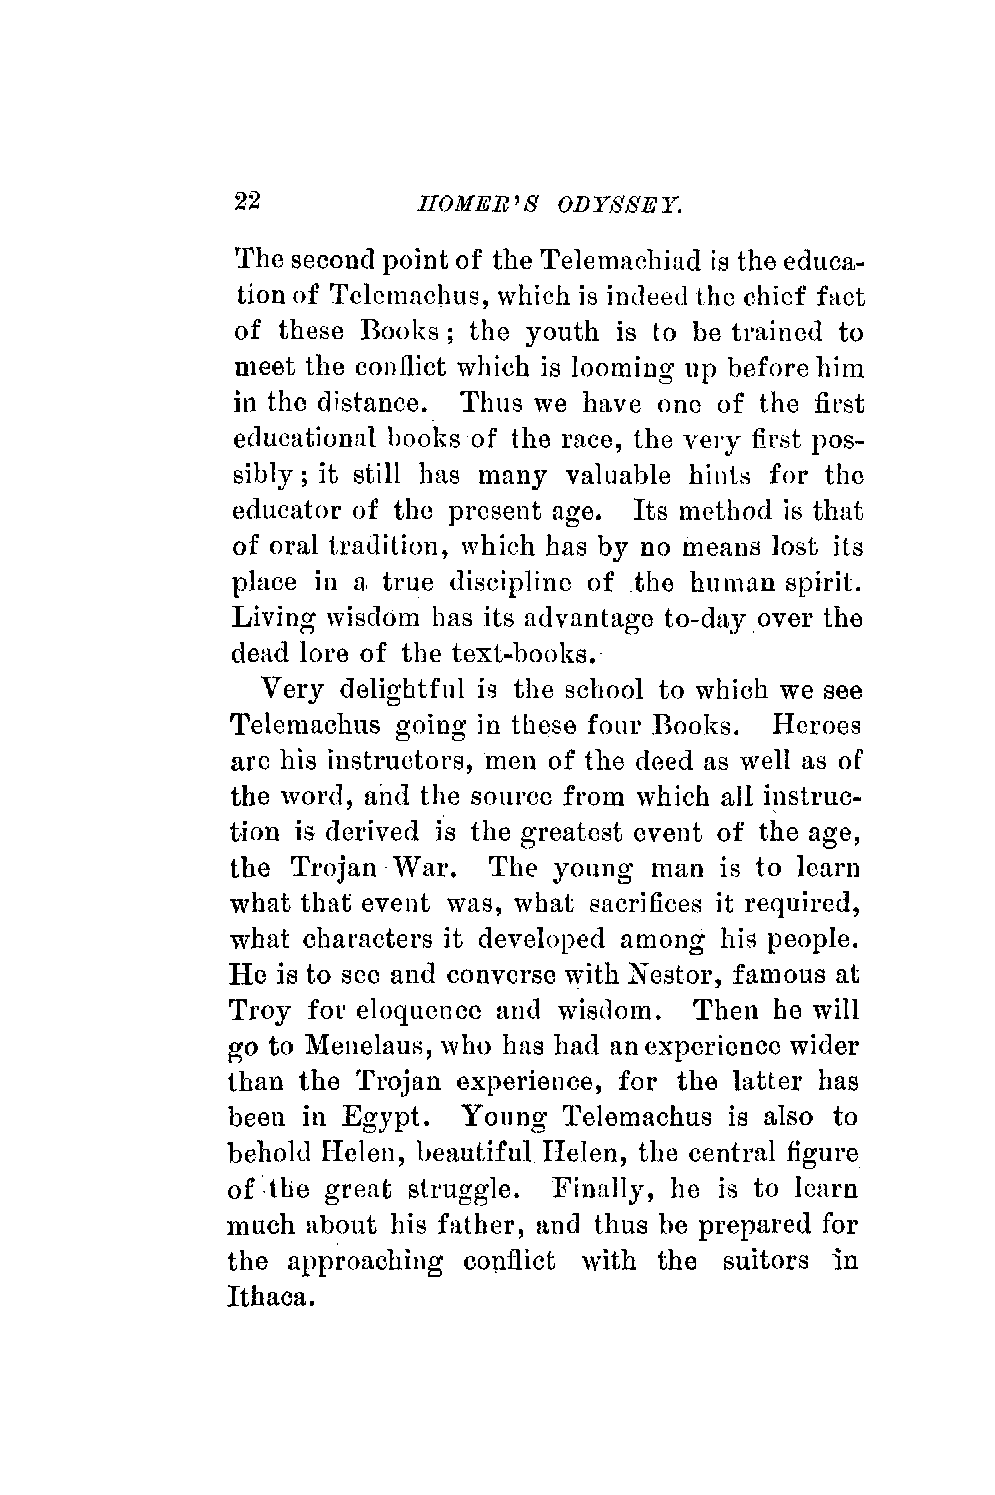 22 HOMER'S ODYSSEY.
The second point of the Telemachiad is the educa-
tion of Telemachus, which is indeed the chief fact
of these Books; the youth is to be trained to
meet the conflict which is looming up before him
in the distance. Thus we have one of the first
educational books of the race, the very first pos-
sibly; it still has many valuable hints for the
educator of the present age. Its method is that
of oral tradition, which has by no means lost its
place in a true discipline of the human spirit.
Living wisdom has its advantage to-day over the
dead lore of the text-books.
Very delightful is the school to which we see
Telemachus going in these four Books. Heroes
are his instructors, men of the deed as well as of
the word, and the source from which all instruc-
tion is derived is the greatest event of the age,
the Trojan War. The young man is to learn
what that event was, what sacrifices it required,
what characters it developed among his people.
He is to see and converse with Nestor, famous at
Troy for eloquence and wisdom. Then he will
go to Menelaus, who has had an experience wider
than the Trojan experience, for the latter has
been in Egypt. Young Telemachus is also to
behold Helen, beautiful Helen, the central figure
of the great struggle. Finally, he is to learn
much about his father, and thus be prepared for
the approaching conflict with the suitors in
Ithaca.